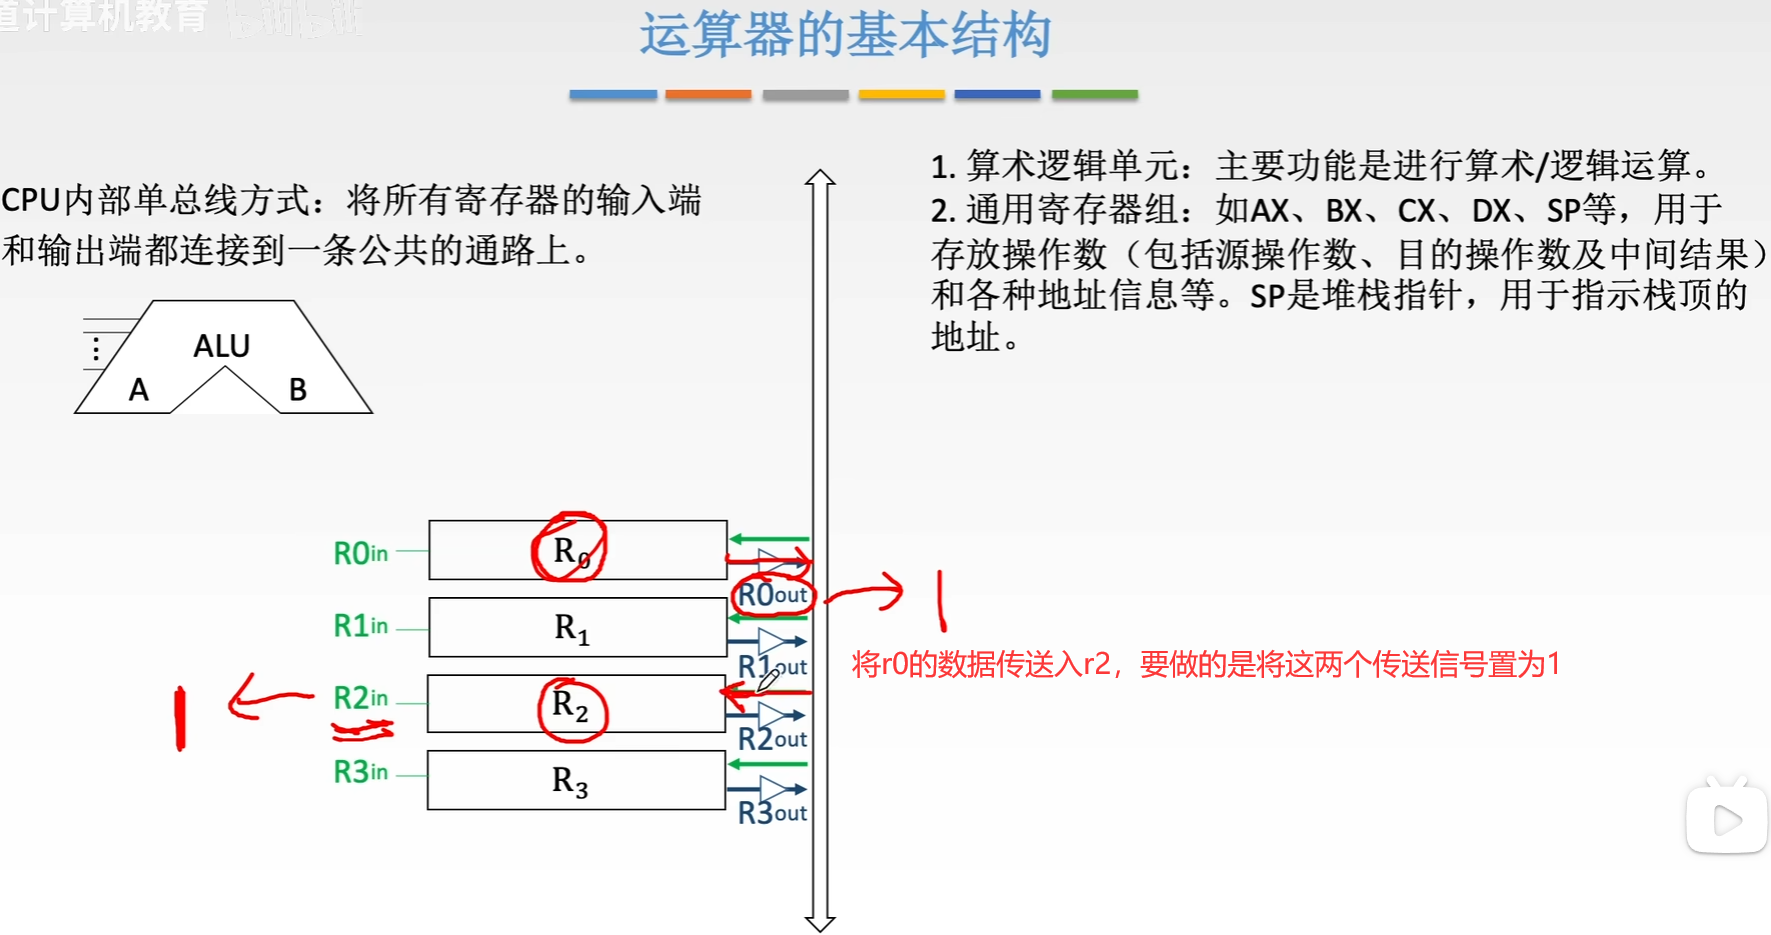 道计算机教育 bilibili
运算器的基本结构
CPU内部单总线方式：将所有寄存器的输入端
和输出端都连接到一条公共的通路上。
1. 算术逻辑单元：主要功能是进行算术/逻辑运算。
2. 通用寄存器组：如AX、BX、CX、DX、SP等，用于
存放操作数（包括源操作数、目的操作数及中间结果）
和各种地址信息等。SP是堆栈指针，用于指示栈顶的
地址。
ALU
A B
R0in R₀
R0out 1
R1in R₁
R1out
将r0的数据传送入r2，要做的是将这两个传送信号置为1
1 R2in R₂
R2out
R3in R₃
R3out